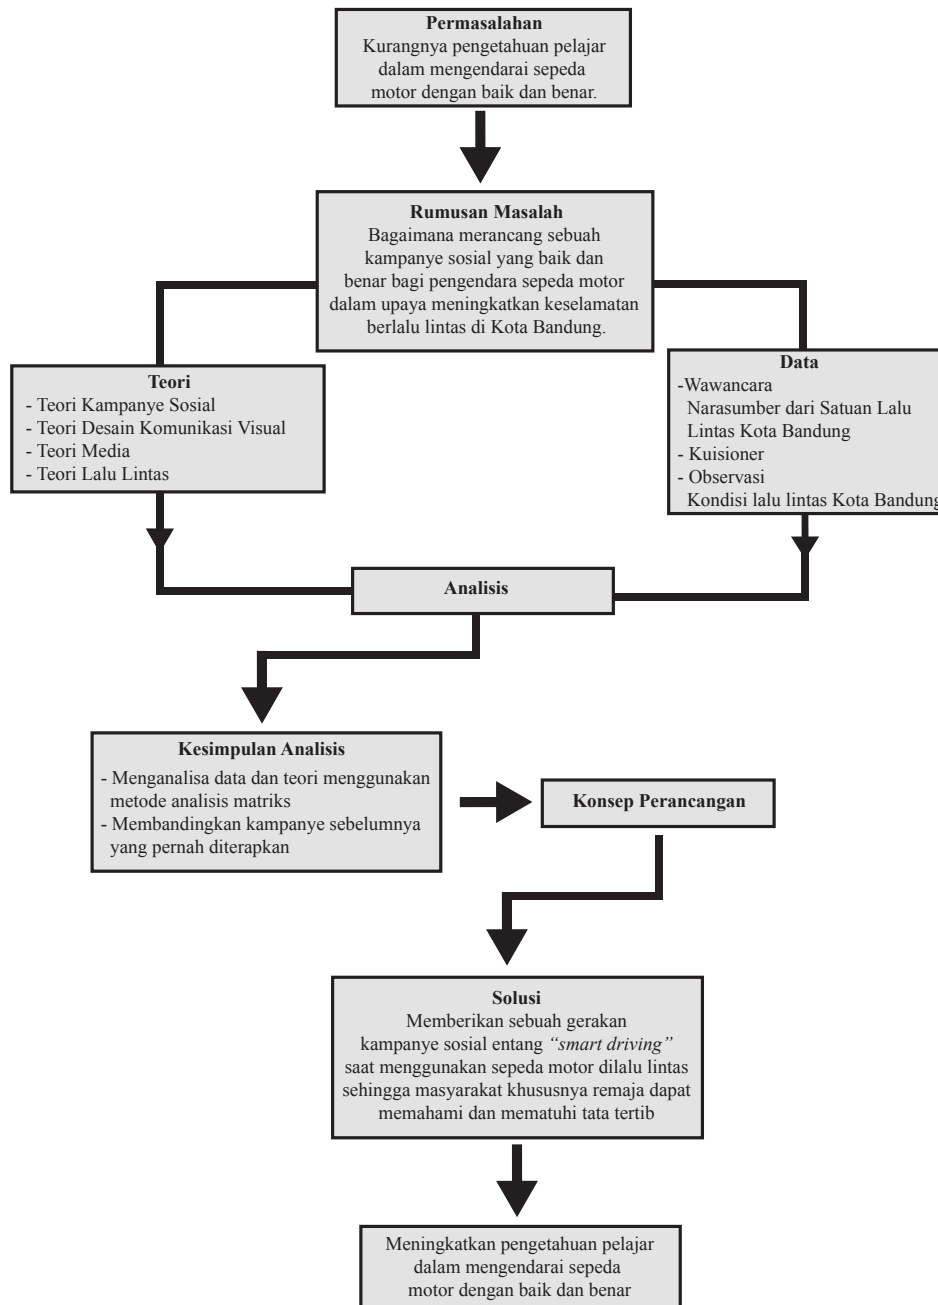 Permasalahan
Kurangnya pengetahuan pelajar
dalam mengendarai sepeda
motor dengan baik dan benar.
Rumusan Masalah
Bagaimana merancang sebuah
kampanye sosial yang baik dan
benar bagi pengendara sepeda motor
dalam upaya meningkatkan keselamatan
berlalu lintas di Kota Bandung.
Teori
- Teori Kampanye Sosial
- Teori Desain Komunikasi Visual
- Teori Media
- Teori Lalu Lintas
Data
-Wawancara
Narasumber dari Satuan Lalu
Lintas Kota Bandung
- Kuisioner
- Observasi
Kondisi lalu lintas Kota Bandung
Analisis
Kesimpulan Analisis
- Menganalisa data dan teori menggunakan
metode analisis matriks
- Membandingkan kampanye sebelumnya
yang pernah diterapkan
Konsep Perancangan
Solusi
Memberikan sebuah gerakan
kampanye sosial entang “smart driving”
saat menggunakan sepeda motor dilalu lintas
sehingga masyarakat khususnya remaja dapat
memahami dan mematuhi tata tertib
Meningkatkan pengetahuan pelajar
dalam mengendarai sepeda
motor dengan baik dan benar